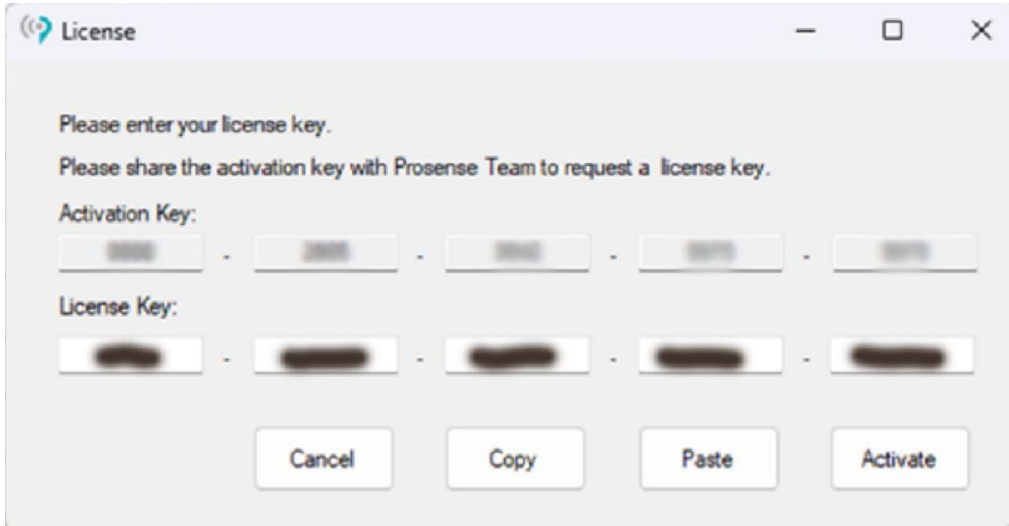 License
Please enter your license key.
Please share the activation key with Prosense Team to request a license key.
Activation Key:
- - - -
License Key:
- - - -
Cancel Copy Paste Activate